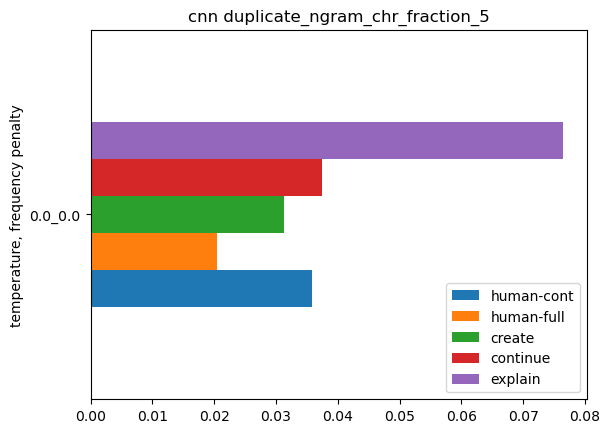 cnn duplicate_ngram_chr_fraction_5
temperature, frequency penalty
0.0_0.0
human-cont
human-full
create
continue
explain
0.00 0.01 0.02 0.03 0.04 0.05 0.06 0.07 0.08